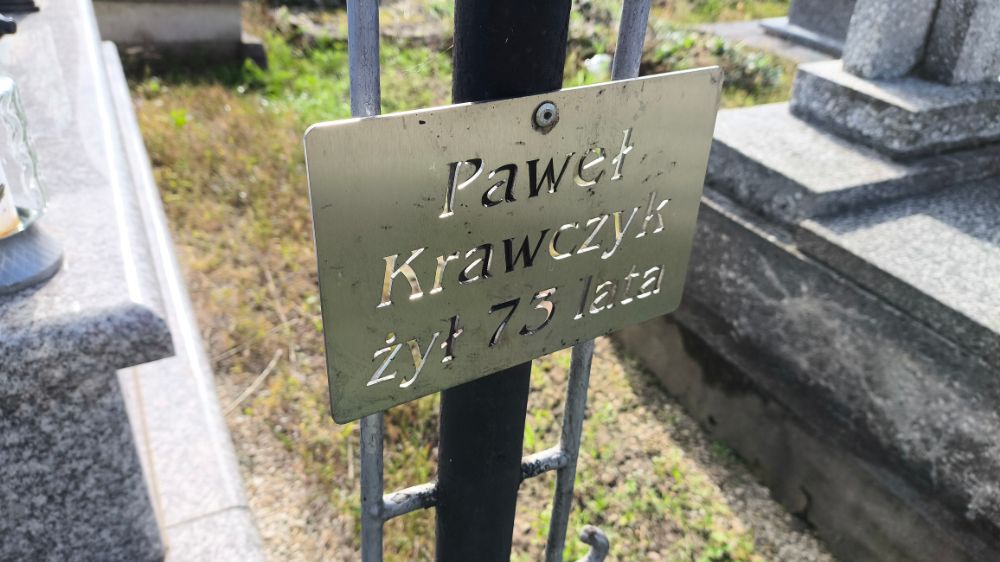 Paweł
Krawczyk
żył 73 lata